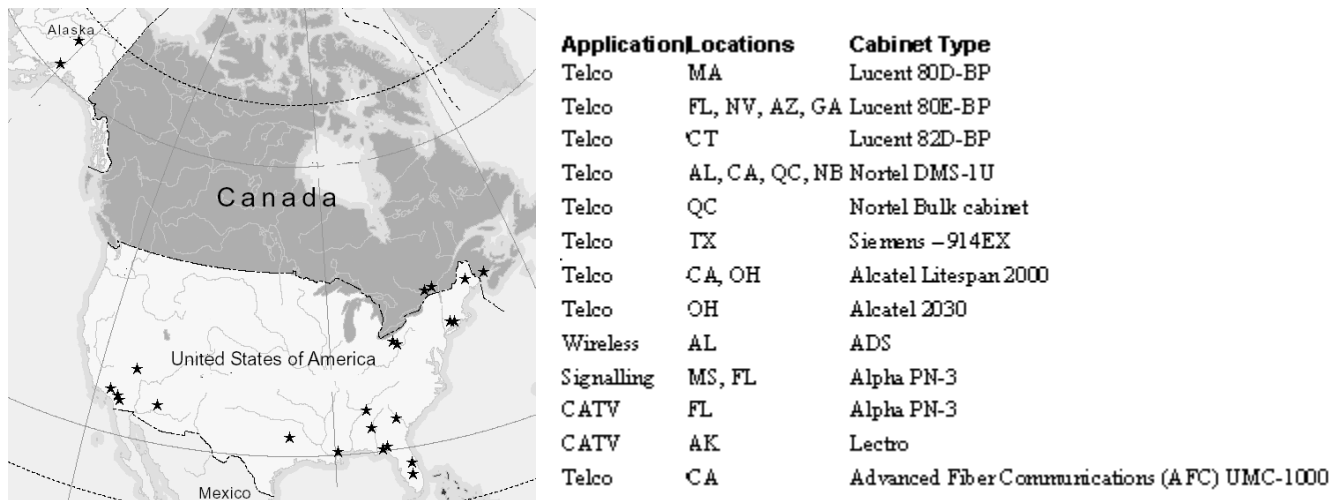 Alaska
Canada
United States of America
Mexico
Application Locations Cabinet Type
Telco MA Lucent 80D-BP
Telco FL, NV, AZ, GA Lucent 80E-BP
Telco CT Lucent 82D-BP
Telco AL, CA, QC, NB Nortel DMS-1U
Telco QC Nortel Bulk cabinet
Telco TX Siemens – 914EX
Telco CA, OH Alcatel Litespan 2000
Telco OH Alcatel 2030
Wireless AL ADS
Signalling MS, FL Alpha PN-3
CATV FL Alpha PN-3
CATV AK Lectro
Telco CA Advanced Fiber Communications (AFC) UMC-1000